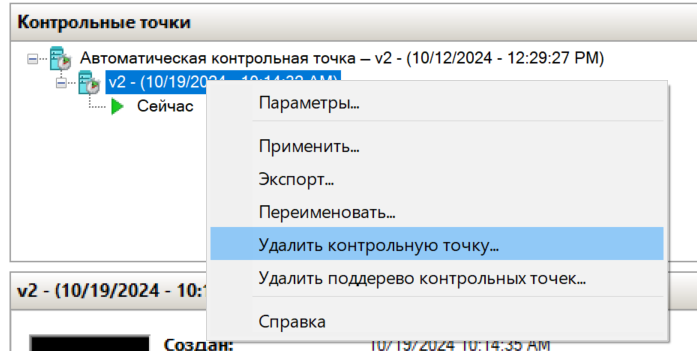 Контрольные точки
Автоматическая контрольная точка – v2 - (10/12/2024 - 12:29:27 PM)
v2 - (10/19/2024 - 10:14:32 AM)
Сейчас
Параметры...
Применить...
Экспорт...
Переименовать...
Удалить контрольную точку...
Удалить поддерево контрольных точек...
Справка
v2 - (10/19/2024 - 10:
Создан: 10/19/2024 10:14:35 AM